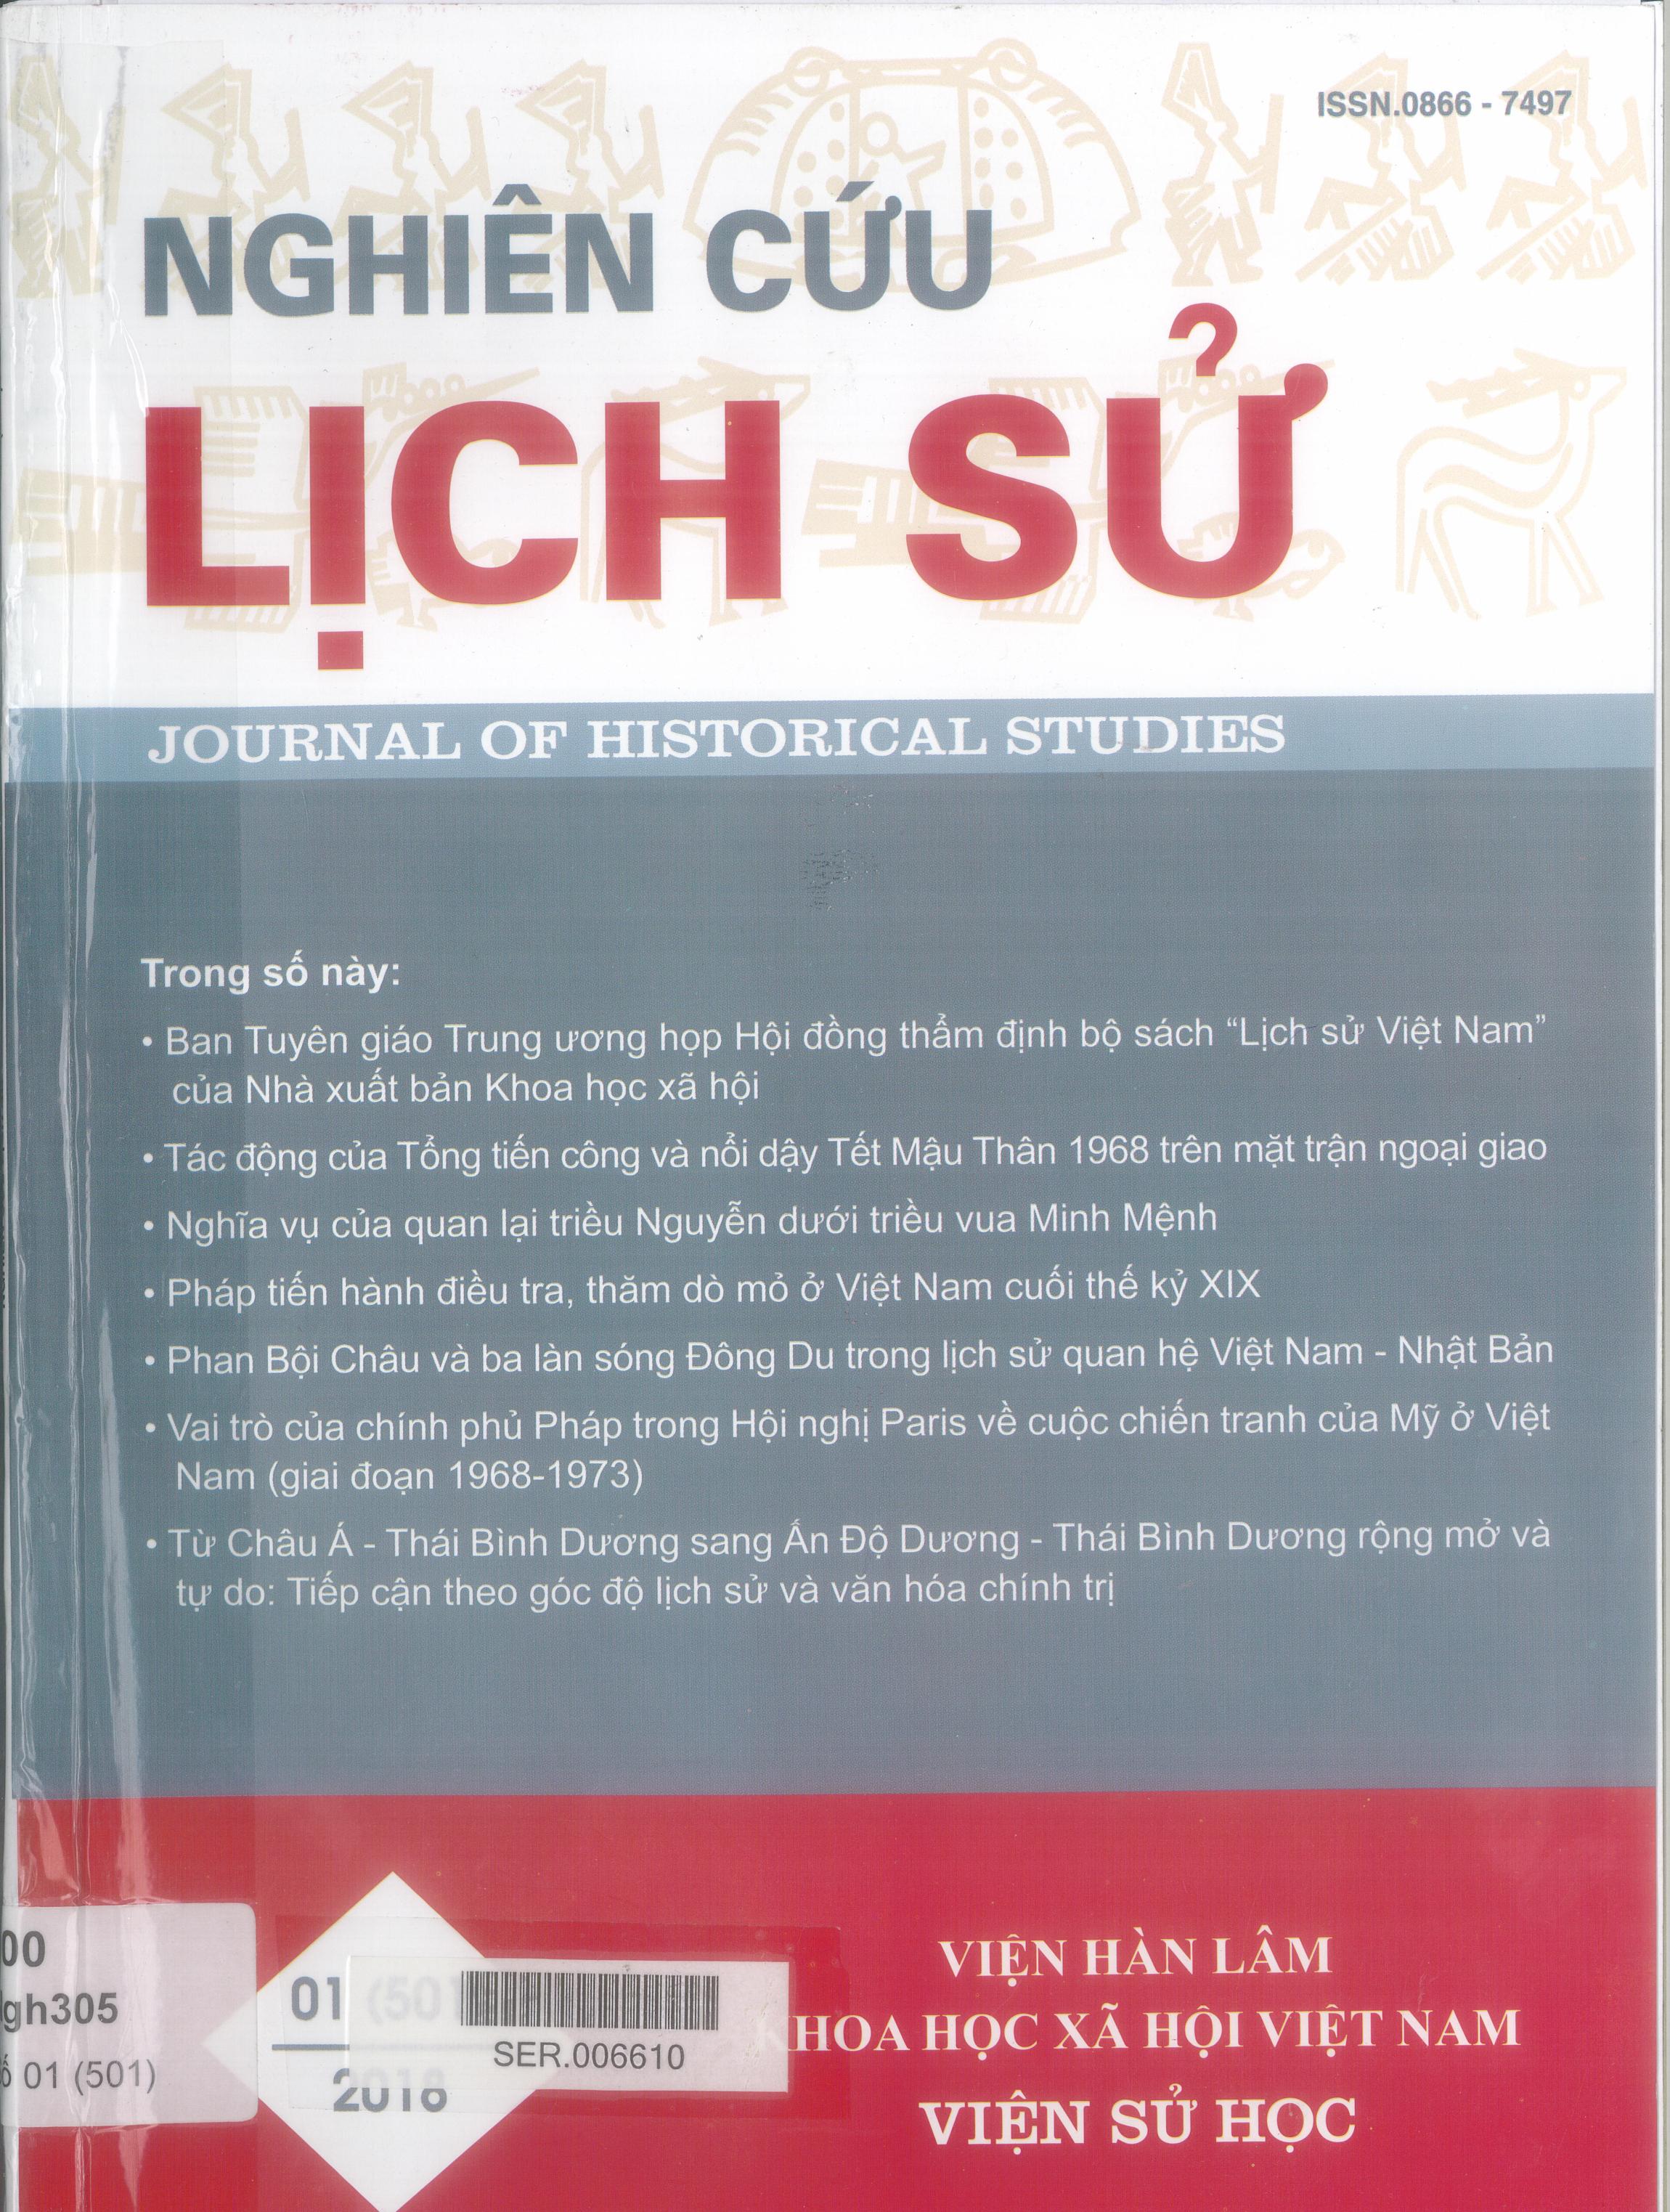 ISSN.0866 - 7497
NGHIÊN CỨU
LỊCH SỬ
JOURNAL OF HISTORICAL STUDIES
Trong số này:
• Ban Tuyên giáo Trung ương họp Hội đồng thẩm định bộ sách “Lịch sử Việt Nam”
của Nhà xuất bản Khoa học xã hội
• Tác động của Tổng tiến công và nổi dậy Tết Mậu Thân 1968 trên mặt trận ngoại giao
• Nghĩa vụ của quan lại triều Nguyễn dưới triều vua Minh Mệnh
• Pháp tiến hành điều tra, thăm dò mỏ ở Việt Nam cuối thế kỷ XIX
• Phan Bội Châu và ba làn sóng Đông Du trong lịch sử quan hệ Việt Nam - Nhật Bản
• Vai trò của chính phủ Pháp trong Hội nghị Paris về cuộc chiến tranh của Mỹ ở Việt
Nam (giai đoạn 1968-1973)
• Từ Châu Á - Thái Bình Dương sang Ấn Độ Dương - Thái Bình Dương rộng mở và
tự do: Tiếp cận theo góc độ lịch sử và văn hóa chính trị
00
gh305
ố 01 (501)
01 (501
2018
SER.006610
VIỆN HÀN LÂM
KHOA HỌC XÃ HỘI VIỆT NAM
VIỆN SỬ HỌC